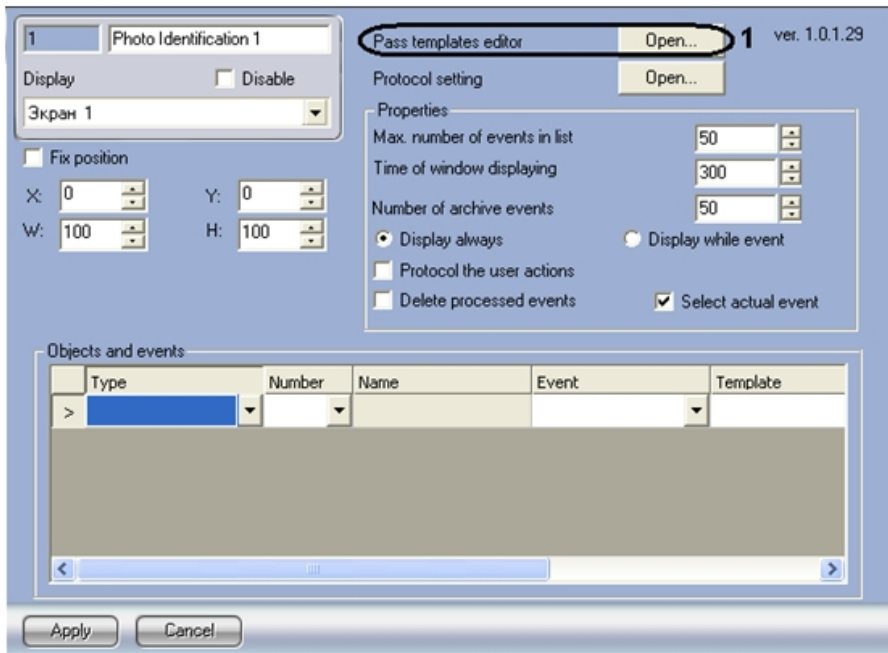 1 Photo Identification 1
Display Disable
Экран 1
Fix position
X: 0 Y: 0
W: 100 H: 100
Pass templates editor Open... 1 ver. 1.0.1.29
Protocol setting Open...
Properties
Max. number of events in list 50
Time of window displaying 300
Number of archive events 50
Display always Display while event
Protocol the user actions
Delete processed events Select actual event
Objects and events
Type Number Name Event Template
>
Apply Cancel